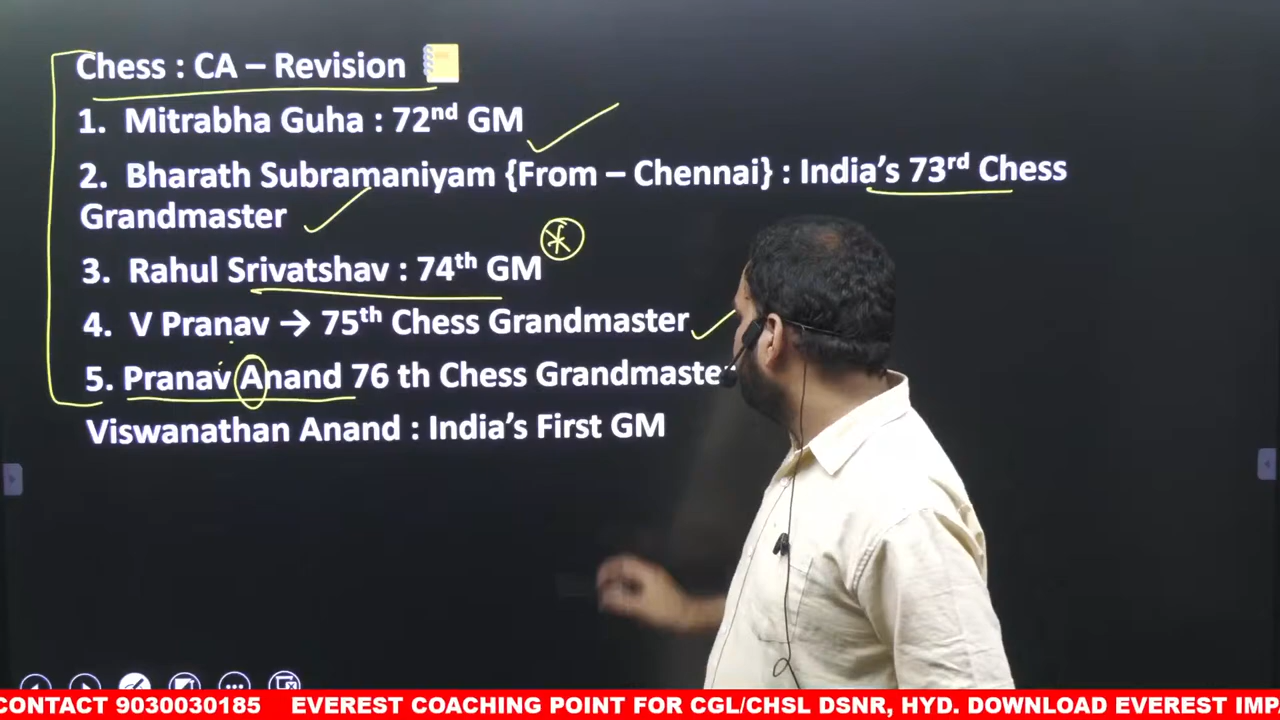 Chess : CA – Revision
1. Mitrabha Guha : 72nd GM
2. Bharath Subramaniyam {From – Chennai} : India's 73rd Chess
Grandmaster
3. Rahul Srivatshav : 74th GM
4. V Pranav → 75th Chess Grandmaster
5. Pranav Anand 76 th Chess Grandmaster
Viswanathan Anand : India's First GM
CONTACT 9030030185 EVEREST COACHING POINT FOR CGL/CHSL DSNR, HYD. DOWNLOAD EVEREST IMP